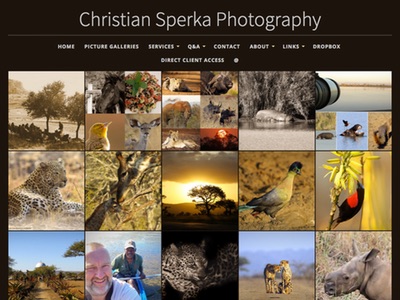 Christian Sperka Photography
HOME PICTURE GALLERIES SERVICES Q&A CONTACT ABOUT LINKS DROPBOX
DIRECT CLIENT ACCESS @